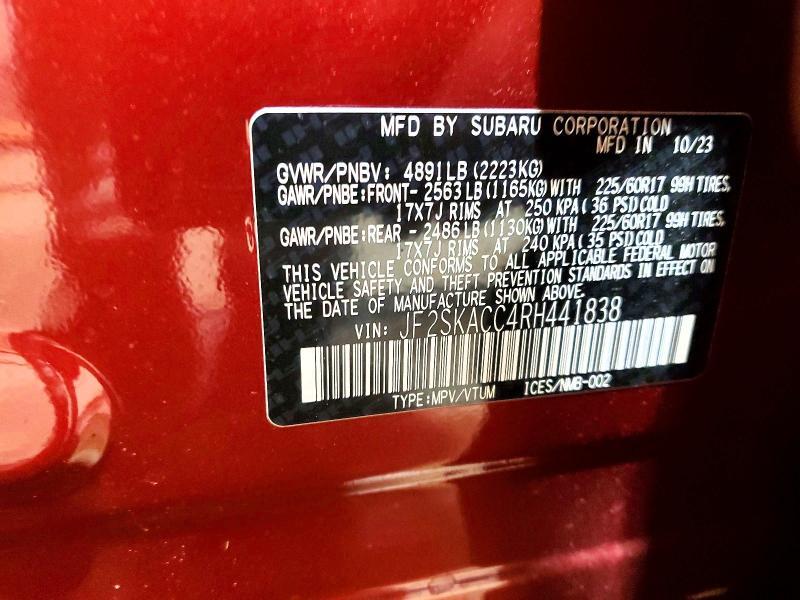 MFD BY SUBARU CORPORATION
MFD IN 10/23
GVWR/PNBV: 4891LB (2223KG)
GAWR/PNBE:FRONT- 2563 LB (1165KG) WITH 225/60R17 99H TIRES,
17X7J RIMS AT 250 KPA ( 36 PSI) COLD
GAWR/PNBE:REAR - 2486 LB (1130KG) WITH 225/60R17 99H TIRES,
17X7J RIMS AT 240 KPA ( 35 PSI) COLD
THIS VEHICLE CONFORMS TO ALL APPLICABLE FEDERAL MOTOR
VEHICLE SAFETY AND THEFT PREVENTION STANDARDS IN EFFECT ON
THE DATE OF MANUFACTURE SHOWN ABOVE.
VIN: JF2SKACC4RH441838
TYPE:MPV/VTUM ICES/NMB-002